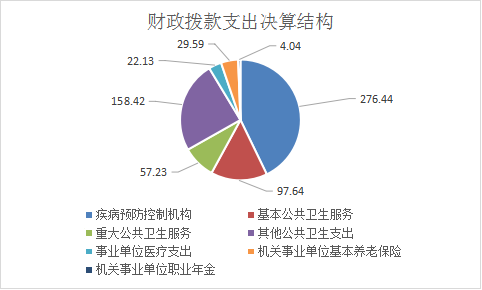 财政拨款支出决算结构
29.59
4.04
22.13
276.44
158.42
57.23
97.64
疾病预防控制机构
基本公共卫生服务
重大公共卫生服务
其他公共卫生支出
事业单位医疗支出
机关事业单位基本养老保险
机关事业单位职业年金